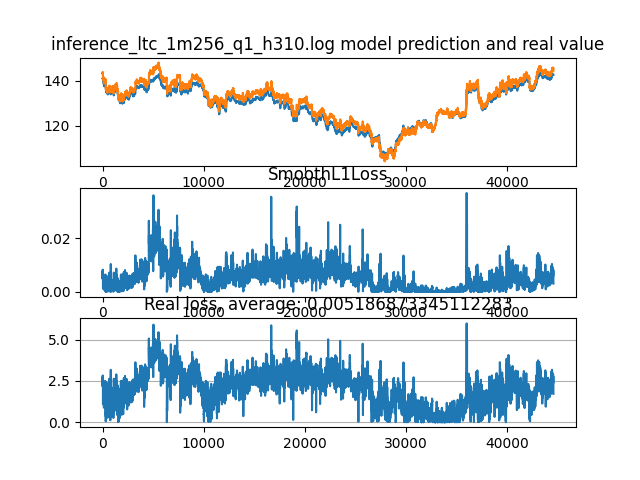 inference_ltc_1m256_q1_h310.log model prediction and real value
140
120
0 10000 20000 30000 40000
SmoothL1Loss
0.02
0.00
0 10000 20000 30000 40000
Real loss, average: 0.005186873345112283
5.0
2.5
0.0
0 10000 20000 30000 40000